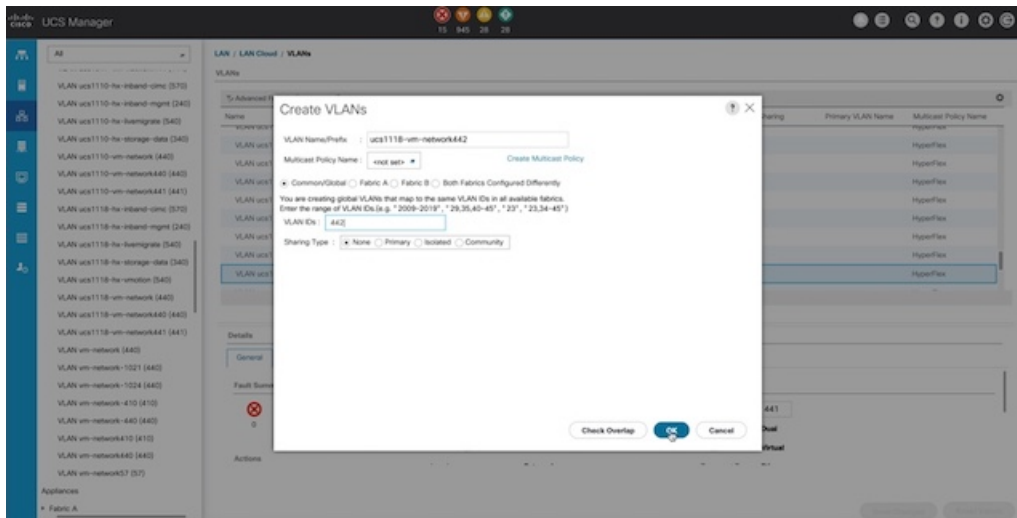 cisco UCS Manager
15 945 28 28
All
VLAN ucs1110-hx-inband-cimc (570)
VLAN ucs1110-hx-inband-mgmt (240)
VLAN ucs1110-hx-livemigrate (540)
VLAN ucs1110-hx-storage-data (340)
VLAN ucs1110-vm-network (440)
VLAN ucs1110-vm-network440 (440)
VLAN ucs1110-vm-network441 (441)
VLAN ucs1118-hx-inband-cimc (570)
VLAN ucs1118-hx-inband-mgmt (240)
VLAN ucs1118-hx-livemigrate (540)
VLAN ucs1118-hx-storage-data (340)
VLAN ucs1118-hx-vmotion (540)
VLAN ucs1118-vm-network (440)
VLAN ucs1118-vm-network440 (440)
VLAN ucs1118-vm-network441 (441)
VLAN vm-network (440)
VLAN vm-network-1021 (440)
VLAN vm-network-1024 (440)
VLAN vm-network-410 (410)
VLAN vm-network-440 (440)
VLAN vm-network410 (410)
VLAN vm-network440 (440)
VLAN vm-network57 (57)
Appliances
Fabric A
LAN / LAN Cloud / VLANs
VLANs
Advanced
Name Sharing Primary VLAN Name Multicast Policy Name
HyperFlex
HyperFlex
HyperFlex
HyperFlex
HyperFlex
HyperFlex
HyperFlex
HyperFlex
Details
General
Fault Summ
0
Actions
441
Dual
Virtual
Create VLANs
VLAN Name/Prefix : ucs1118-vm-network442
Multicast Policy Name : <not set> Create Multicast Policy
Common/Global Fabric A Fabric B Both Fabrics Configured Differently
You are creating global VLANs that map to the same VLAN IDs in all available fabrics.
Enter the range of VLAN IDs.(e.g. "2009-2019", "29,35,40-45", "23", "23,34-45")
VLAN IDs : 442
Sharing Type : None Primary Isolated Community
Check Overlap OK Cancel